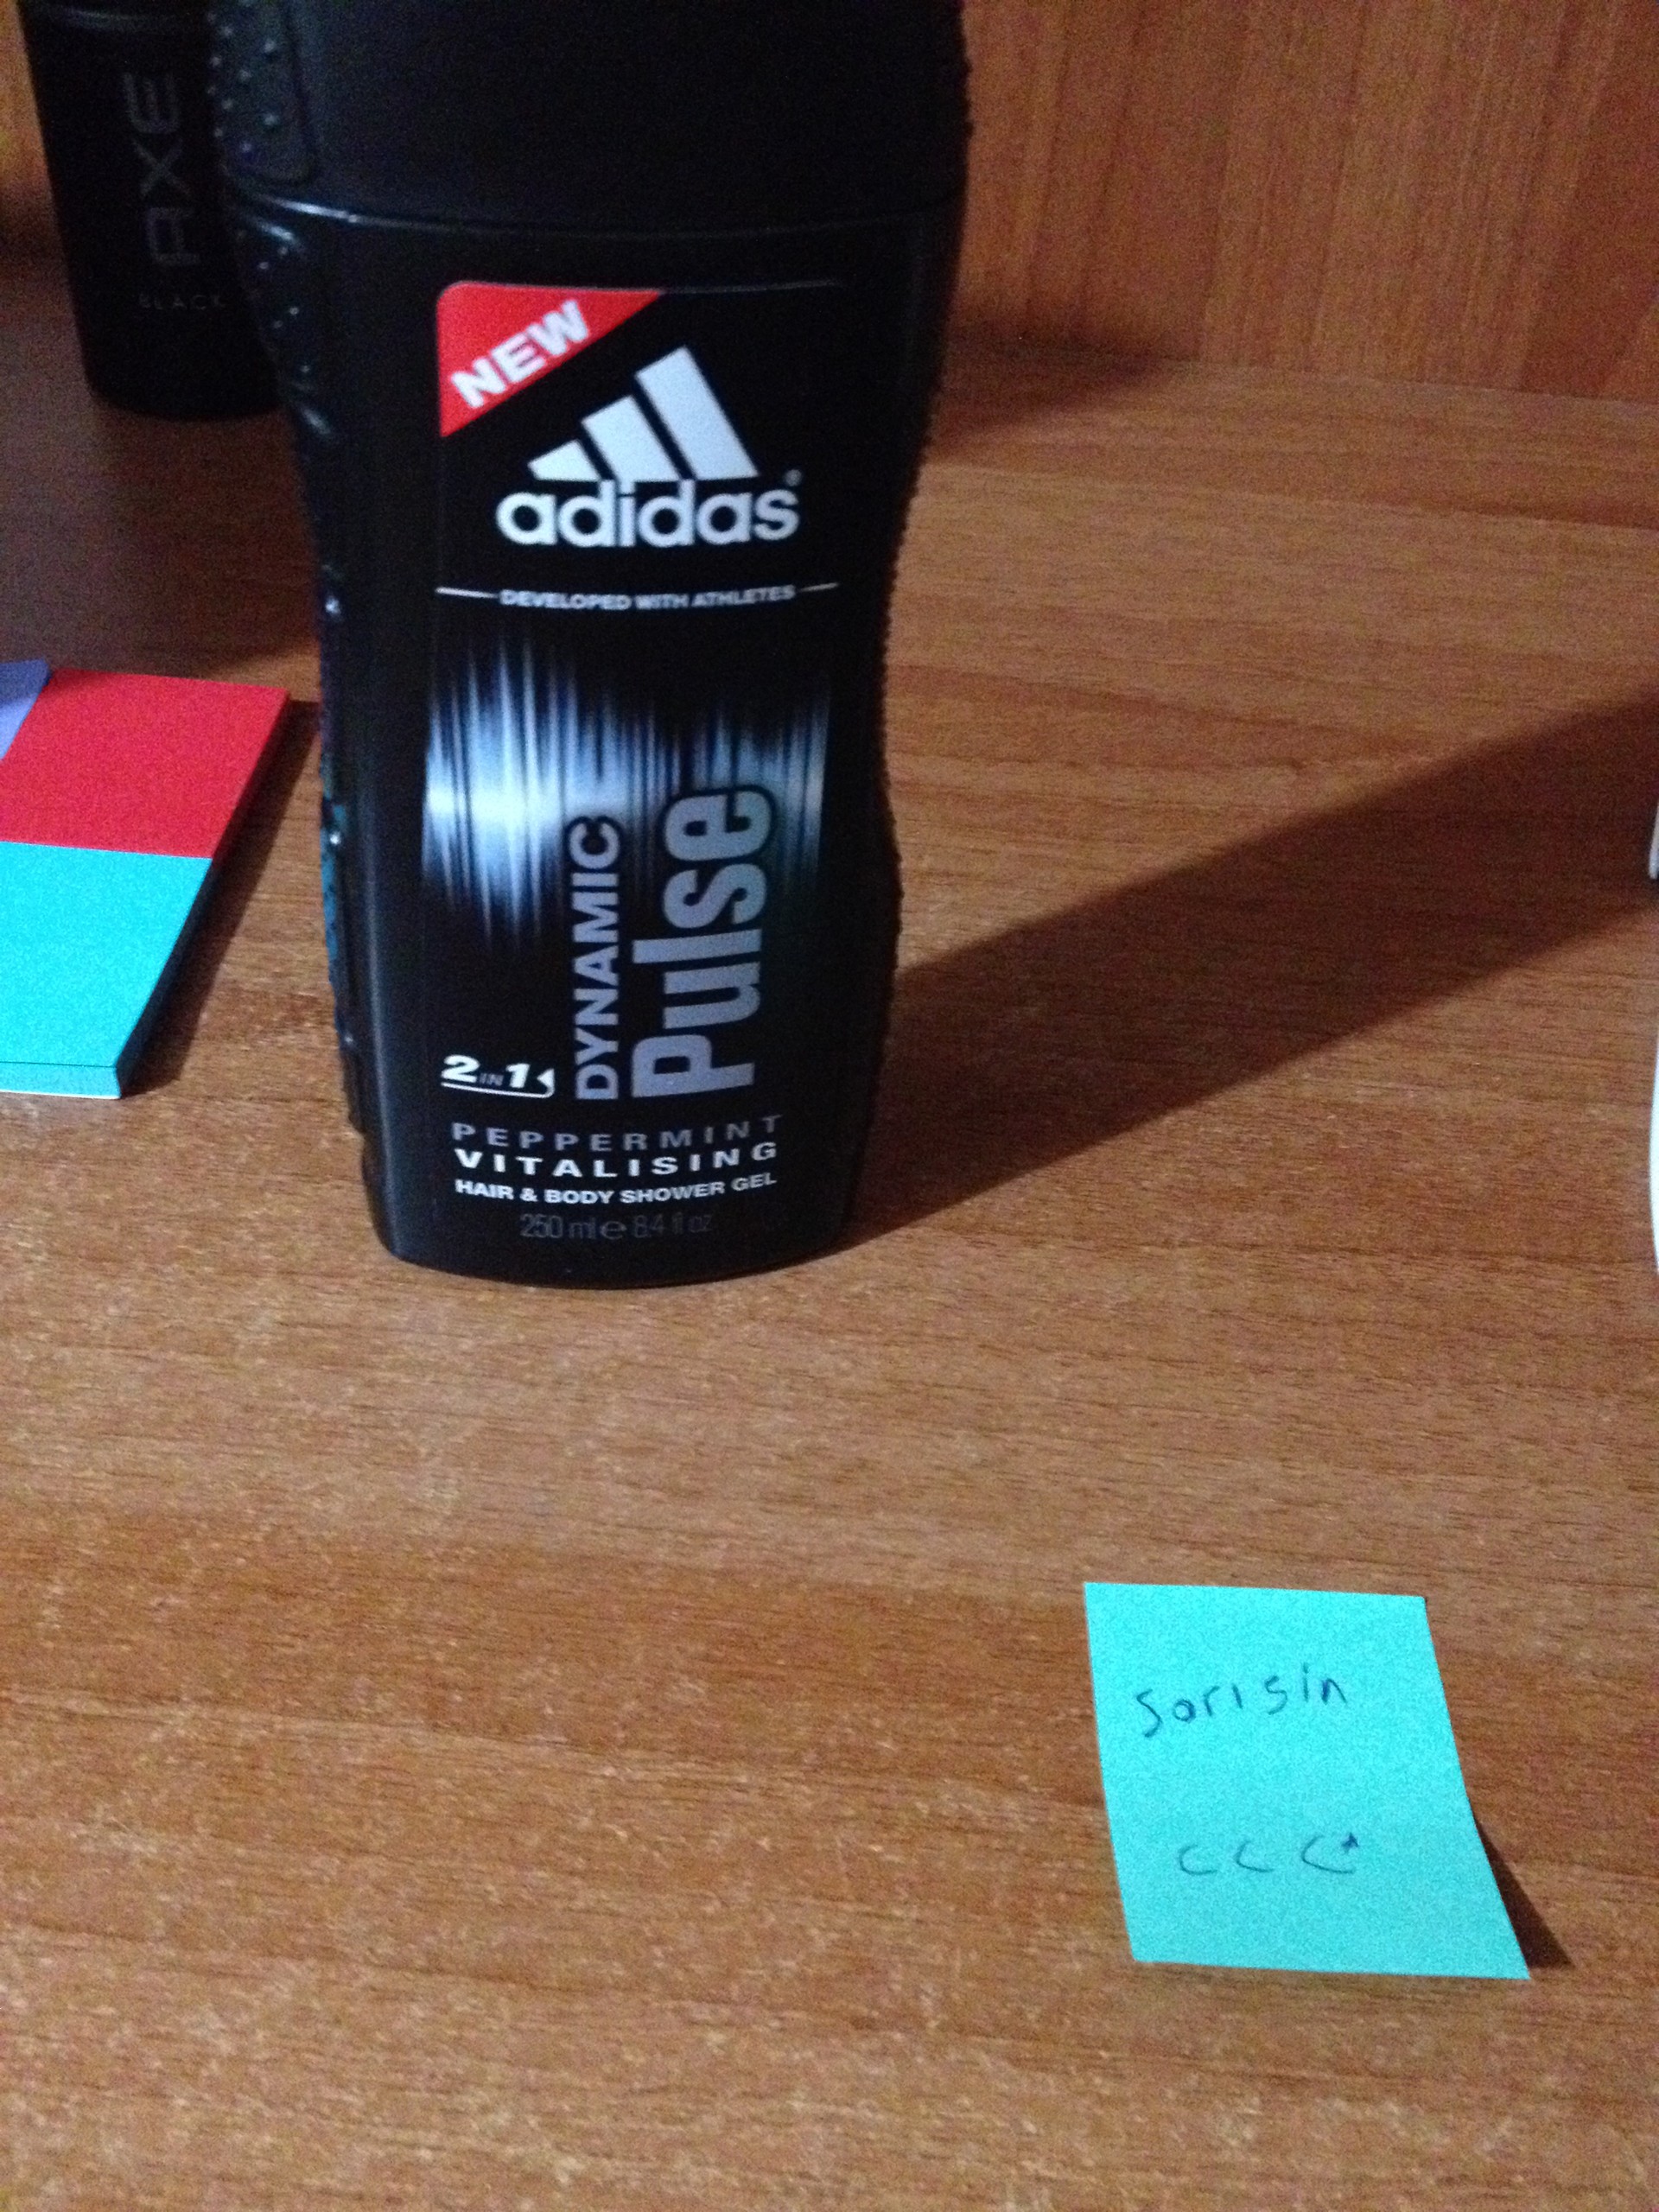 AXE
BLACK
NEW
adidas®
DEVELOPED WITH ATHLETES
DYNAMIC
Pulse
2 IN 1
PEPPERMINT
VITALISING
HAIR & BODY SHOWER GEL
250 ml e 8.4 fl oz
Sorisin